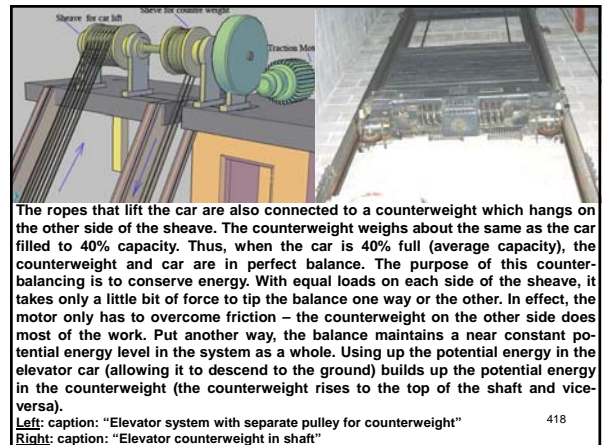 Sheave for car lift
Sheve for countre weight
Traction Mot
The ropes that lift the car are also connected to a counterweight which hangs on
the other side of the sheave. The counterweight weighs about the same as the car
filled to 40% capacity. Thus, when the car is 40% full (average capacity), the
counterweight and car are in perfect balance. The purpose of this counter-
balancing is to conserve energy. With equal loads on each side of the sheave, it
takes only a little bit of force to tip the balance one way or the other. In effect, the
motor only has to overcome friction – the counterweight on the other side does
most of the work. Put another way, the balance maintains a near constant po-
tential energy level in the system as a whole. Using up the potential energy in the
elevator car (allowing it to descend to the ground) builds up the potential energy
in the counterweight (the counterweight rises to the top of the shaft and vice-
versa).
Left: caption: “Elevator system with separate pulley for counterweight”
Right: caption: “Elevator counterweight in shaft”
418